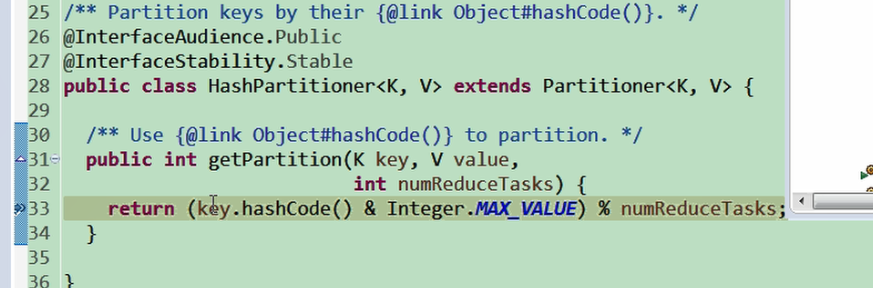 25 /** Partition keys by their {@link Object#hashCode()}. */
26 @InterfaceAudience.Public
27 @InterfaceStability.Stable
28 public class HashPartitioner<K, V> extends Partitioner<K, V> {
29
30   /** Use {@link Object#hashCode()} to partition. */
31   public int getPartition(K key, V value,
32                           int numReduceTasks) {
33     return (key.hashCode() & Integer.MAX_VALUE) % numReduceTasks;
34   }
35
36 }